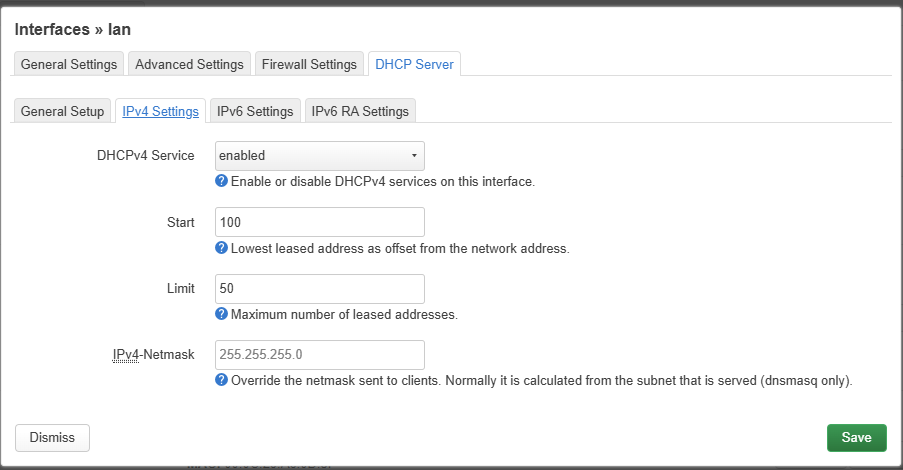 Interfaces » lan
General Settings Advanced Settings Firewall Settings DHCP Server
General Setup IPv4 Settings IPv6 Settings IPv6 RA Settings
DHCPv4 Service enabled
Enable or disable DHCPv4 services on this interface.
Start 100
Lowest leased address as offset from the network address.
Limit 50
Maximum number of leased addresses.
IPv4-Netmask 255.255.255.0
Override the netmask sent to clients. Normally it is calculated from the subnet that is served (dnsmasq only).
Dismiss Save